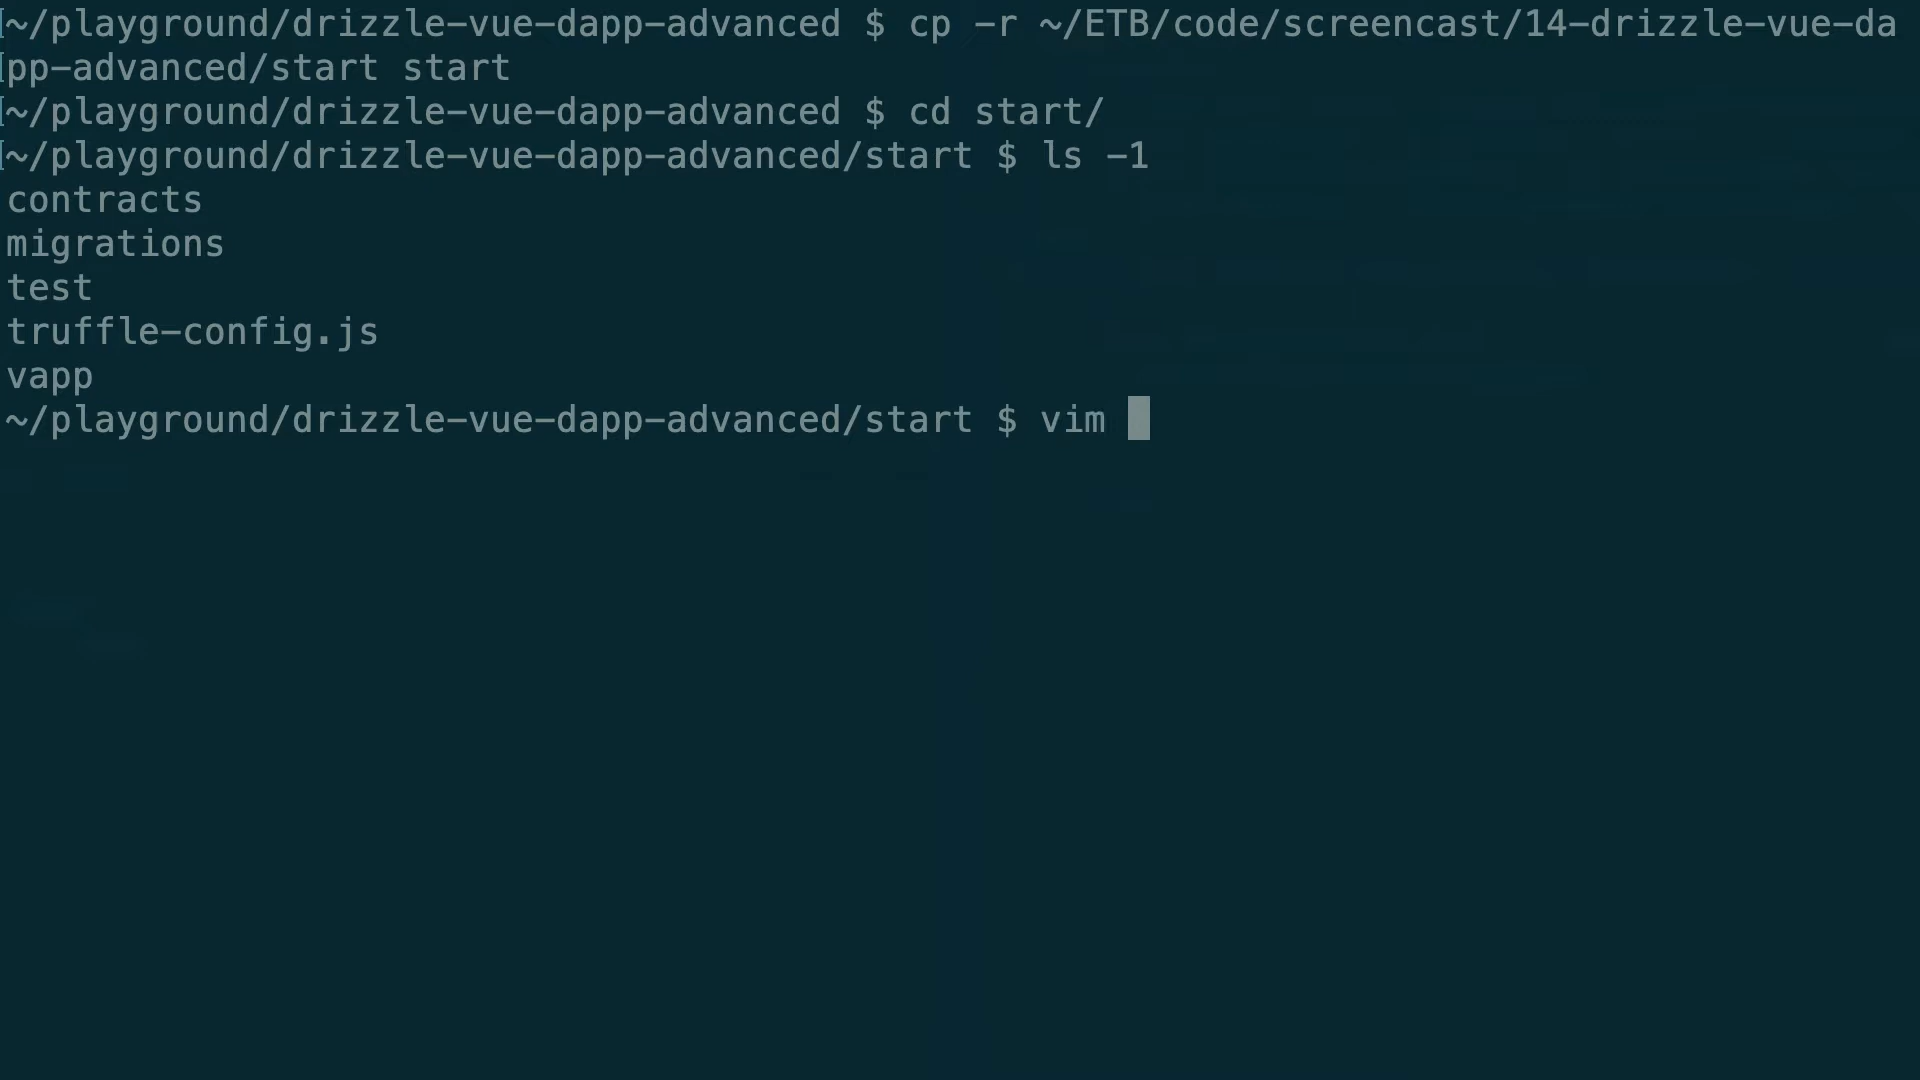 ~/playground/drizzle-vue-dapp-advanced $ cp -r ~/ETB/code/screencast/14-drizzle-vue-da
pp-advanced/start start
~/playground/drizzle-vue-dapp-advanced $ cd start/
~/playground/drizzle-vue-dapp-advanced/start $ ls -1
contracts
migrations
test
truffle-config.js
vapp
~/playground/drizzle-vue-dapp-advanced/start $ vim